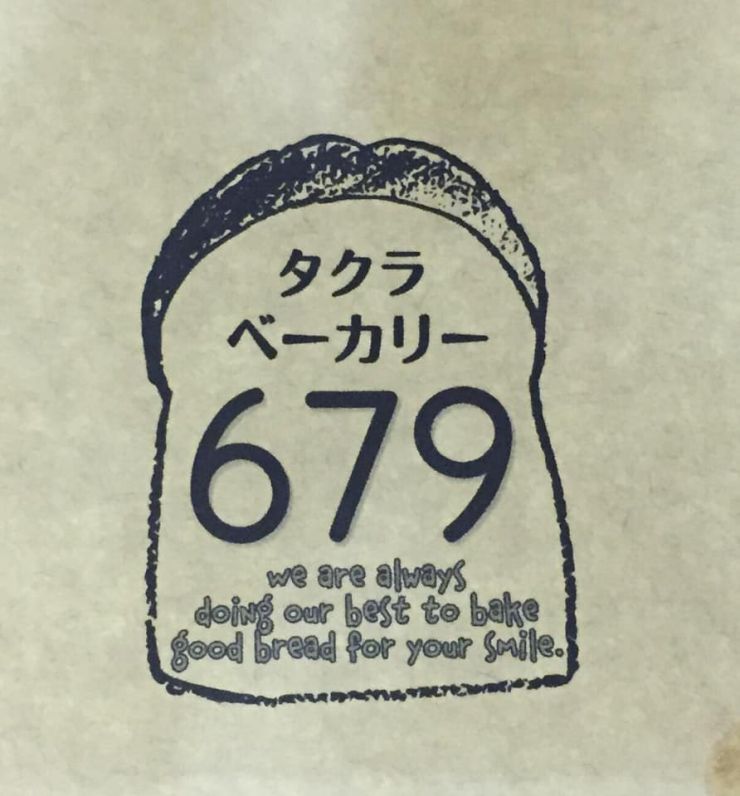 タクラ
ベーカリー
679
we are always
doing our best to bake
good bread for your smile.